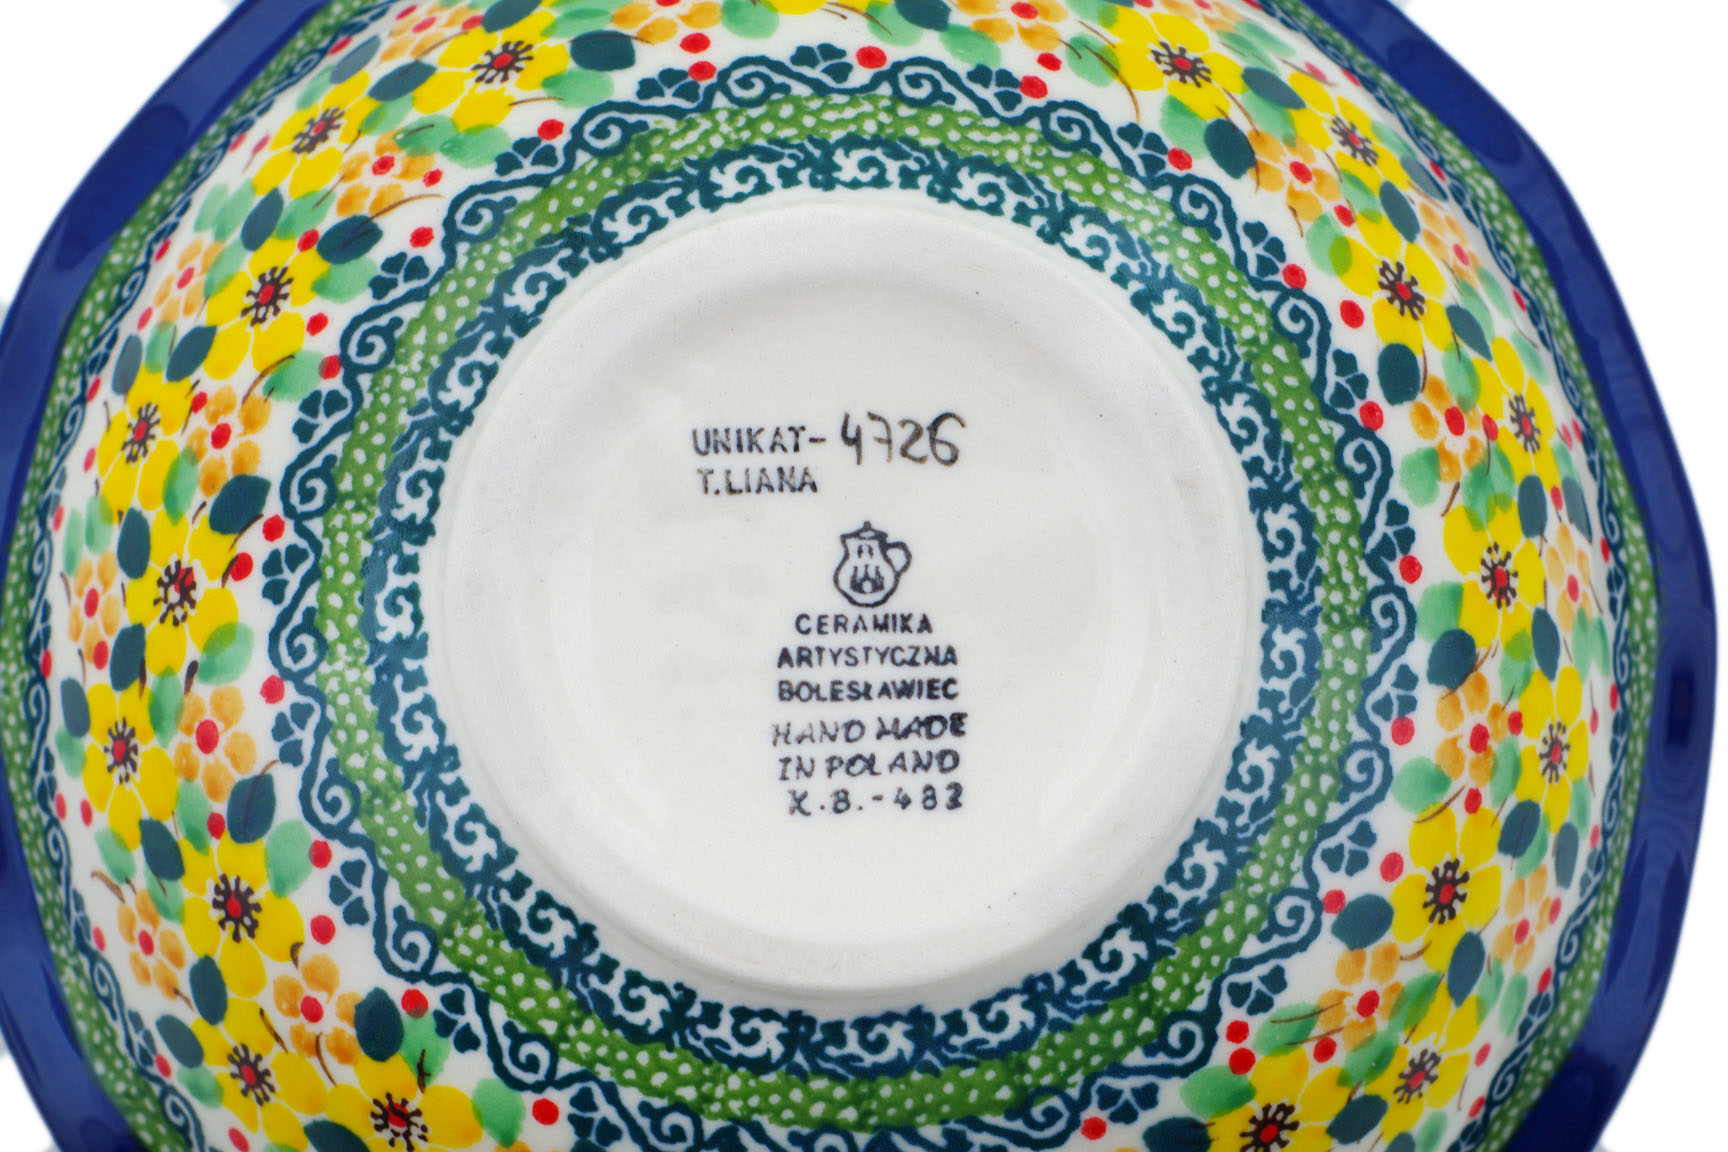 UNIKAT-4726
T.LIANA
CERAMIKA
ARTYSTYCZNA
BOLESŁAWIEC
HAND MADE
IN POLAND
X.B.-483